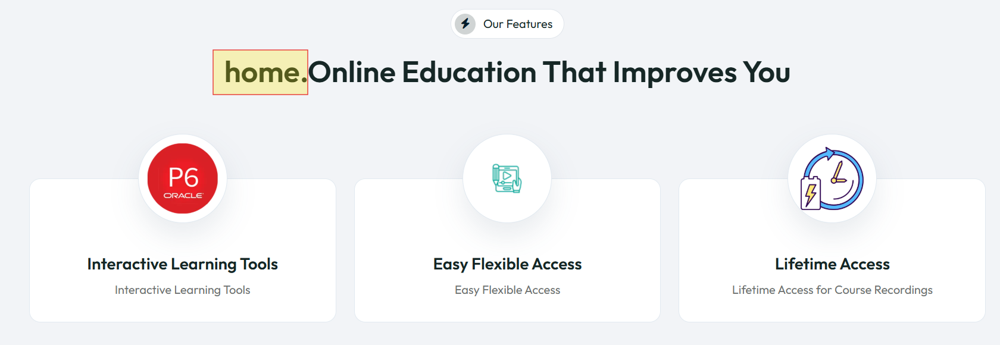 Our Features
home.Online Education That Improves You
P6
ORACLE
Interactive Learning Tools
Interactive Learning Tools
Easy Flexible Access
Easy Flexible Access
Lifetime Access
Lifetime Access for Course Recordings